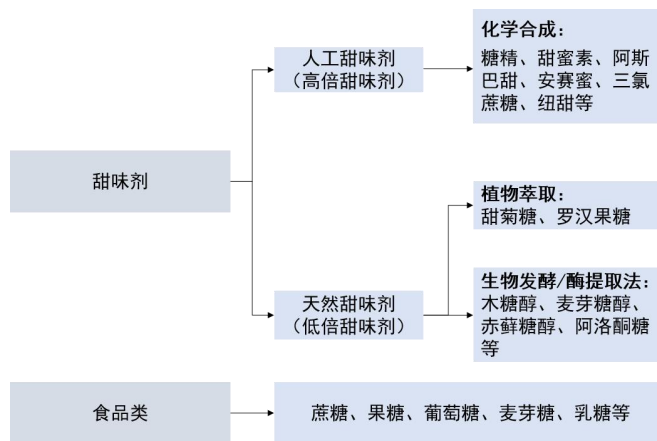 甜味剂
人工甜味剂
（高倍甜味剂）
化学合成：
糖精、甜蜜素、阿斯
巴甜、安赛蜜、三氯
蔗糖、纽甜等
天然甜味剂
（低倍甜味剂）
植物萃取：
甜菊糖、罗汉果糖
生物发酵/酶提取法：
木糖醇、麦芽糖醇、
赤藓糖醇、阿洛酮糖
等
食品类
蔗糖、果糖、葡萄糖、麦芽糖、乳糖等